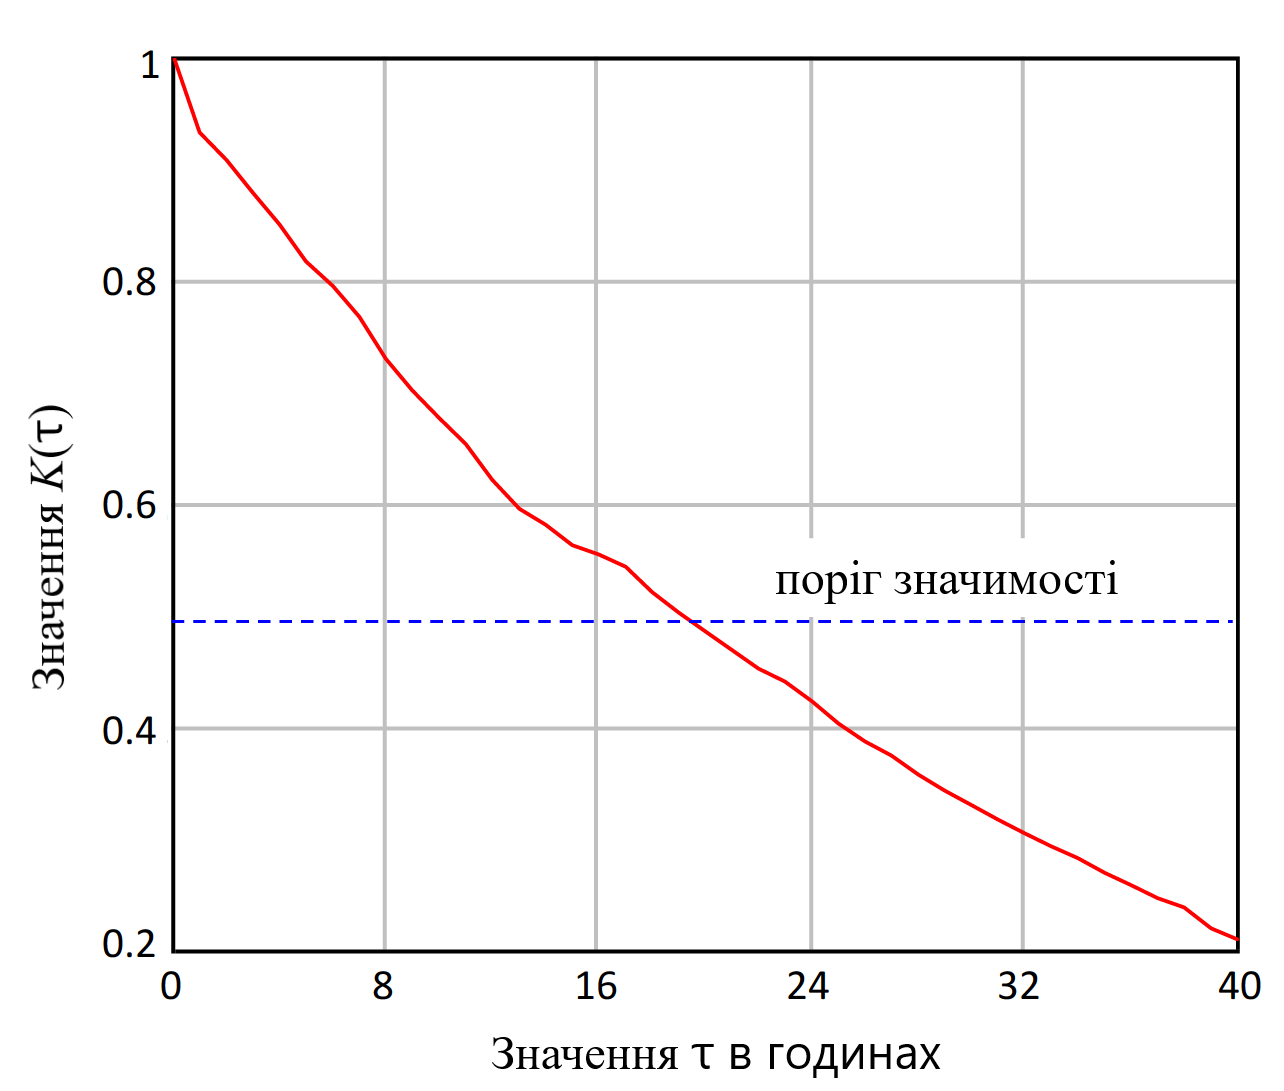 1
0.8
0.6
0.4
0.2
Значення K(τ)
поріг значимості
0 8 16 24 32 40
Значення τ в годинах